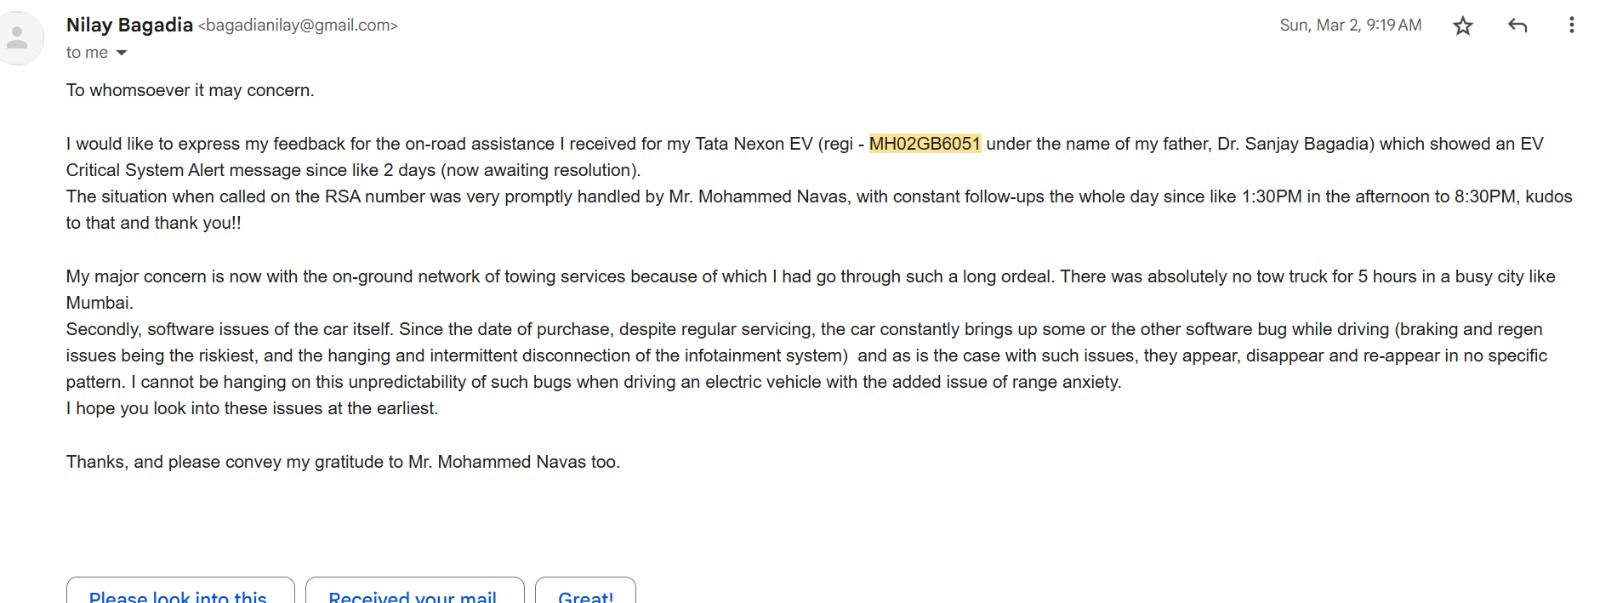 Nilay Bagadia <bagadianilay@gmail.com>
Sun, Mar 2, 9:19 AM
to me
To whomsoever it may concern.
I would like to express my feedback for the on-road assistance I received for my Tata Nexon EV (regi - MH02GB6051 under the name of my father, Dr. Sanjay Bagadia) which showed an EV
Critical System Alert message since like 2 days (now awaiting resolution).
The situation when called on the RSA number was very promptly handled by Mr. Mohammed Navas, with constant follow-ups the whole day since like 1:30PM in the afternoon to 8:30PM, kudos
to that and thank you!!
My major concern is now with the on-ground network of towing services because of which I had go through such a long ordeal. There was absolutely no tow truck for 5 hours in a busy city like
Mumbai.
Secondly, software issues of the car itself. Since the date of purchase, despite regular servicing, the car constantly brings up some or the other software bug while driving (braking and regen
issues being the riskiest, and the hanging and intermittent disconnection of the infotainment system)  and as is the case with such issues, they appear, disappear and re-appear in no specific
pattern. I cannot be hanging on this unpredictability of such bugs when driving an electric vehicle with the added issue of range anxiety.
I hope you look into these issues at the earliest.
Thanks, and please convey my gratitude to Mr. Mohammed Navas too.
Please look into this. Received your mail. Great!